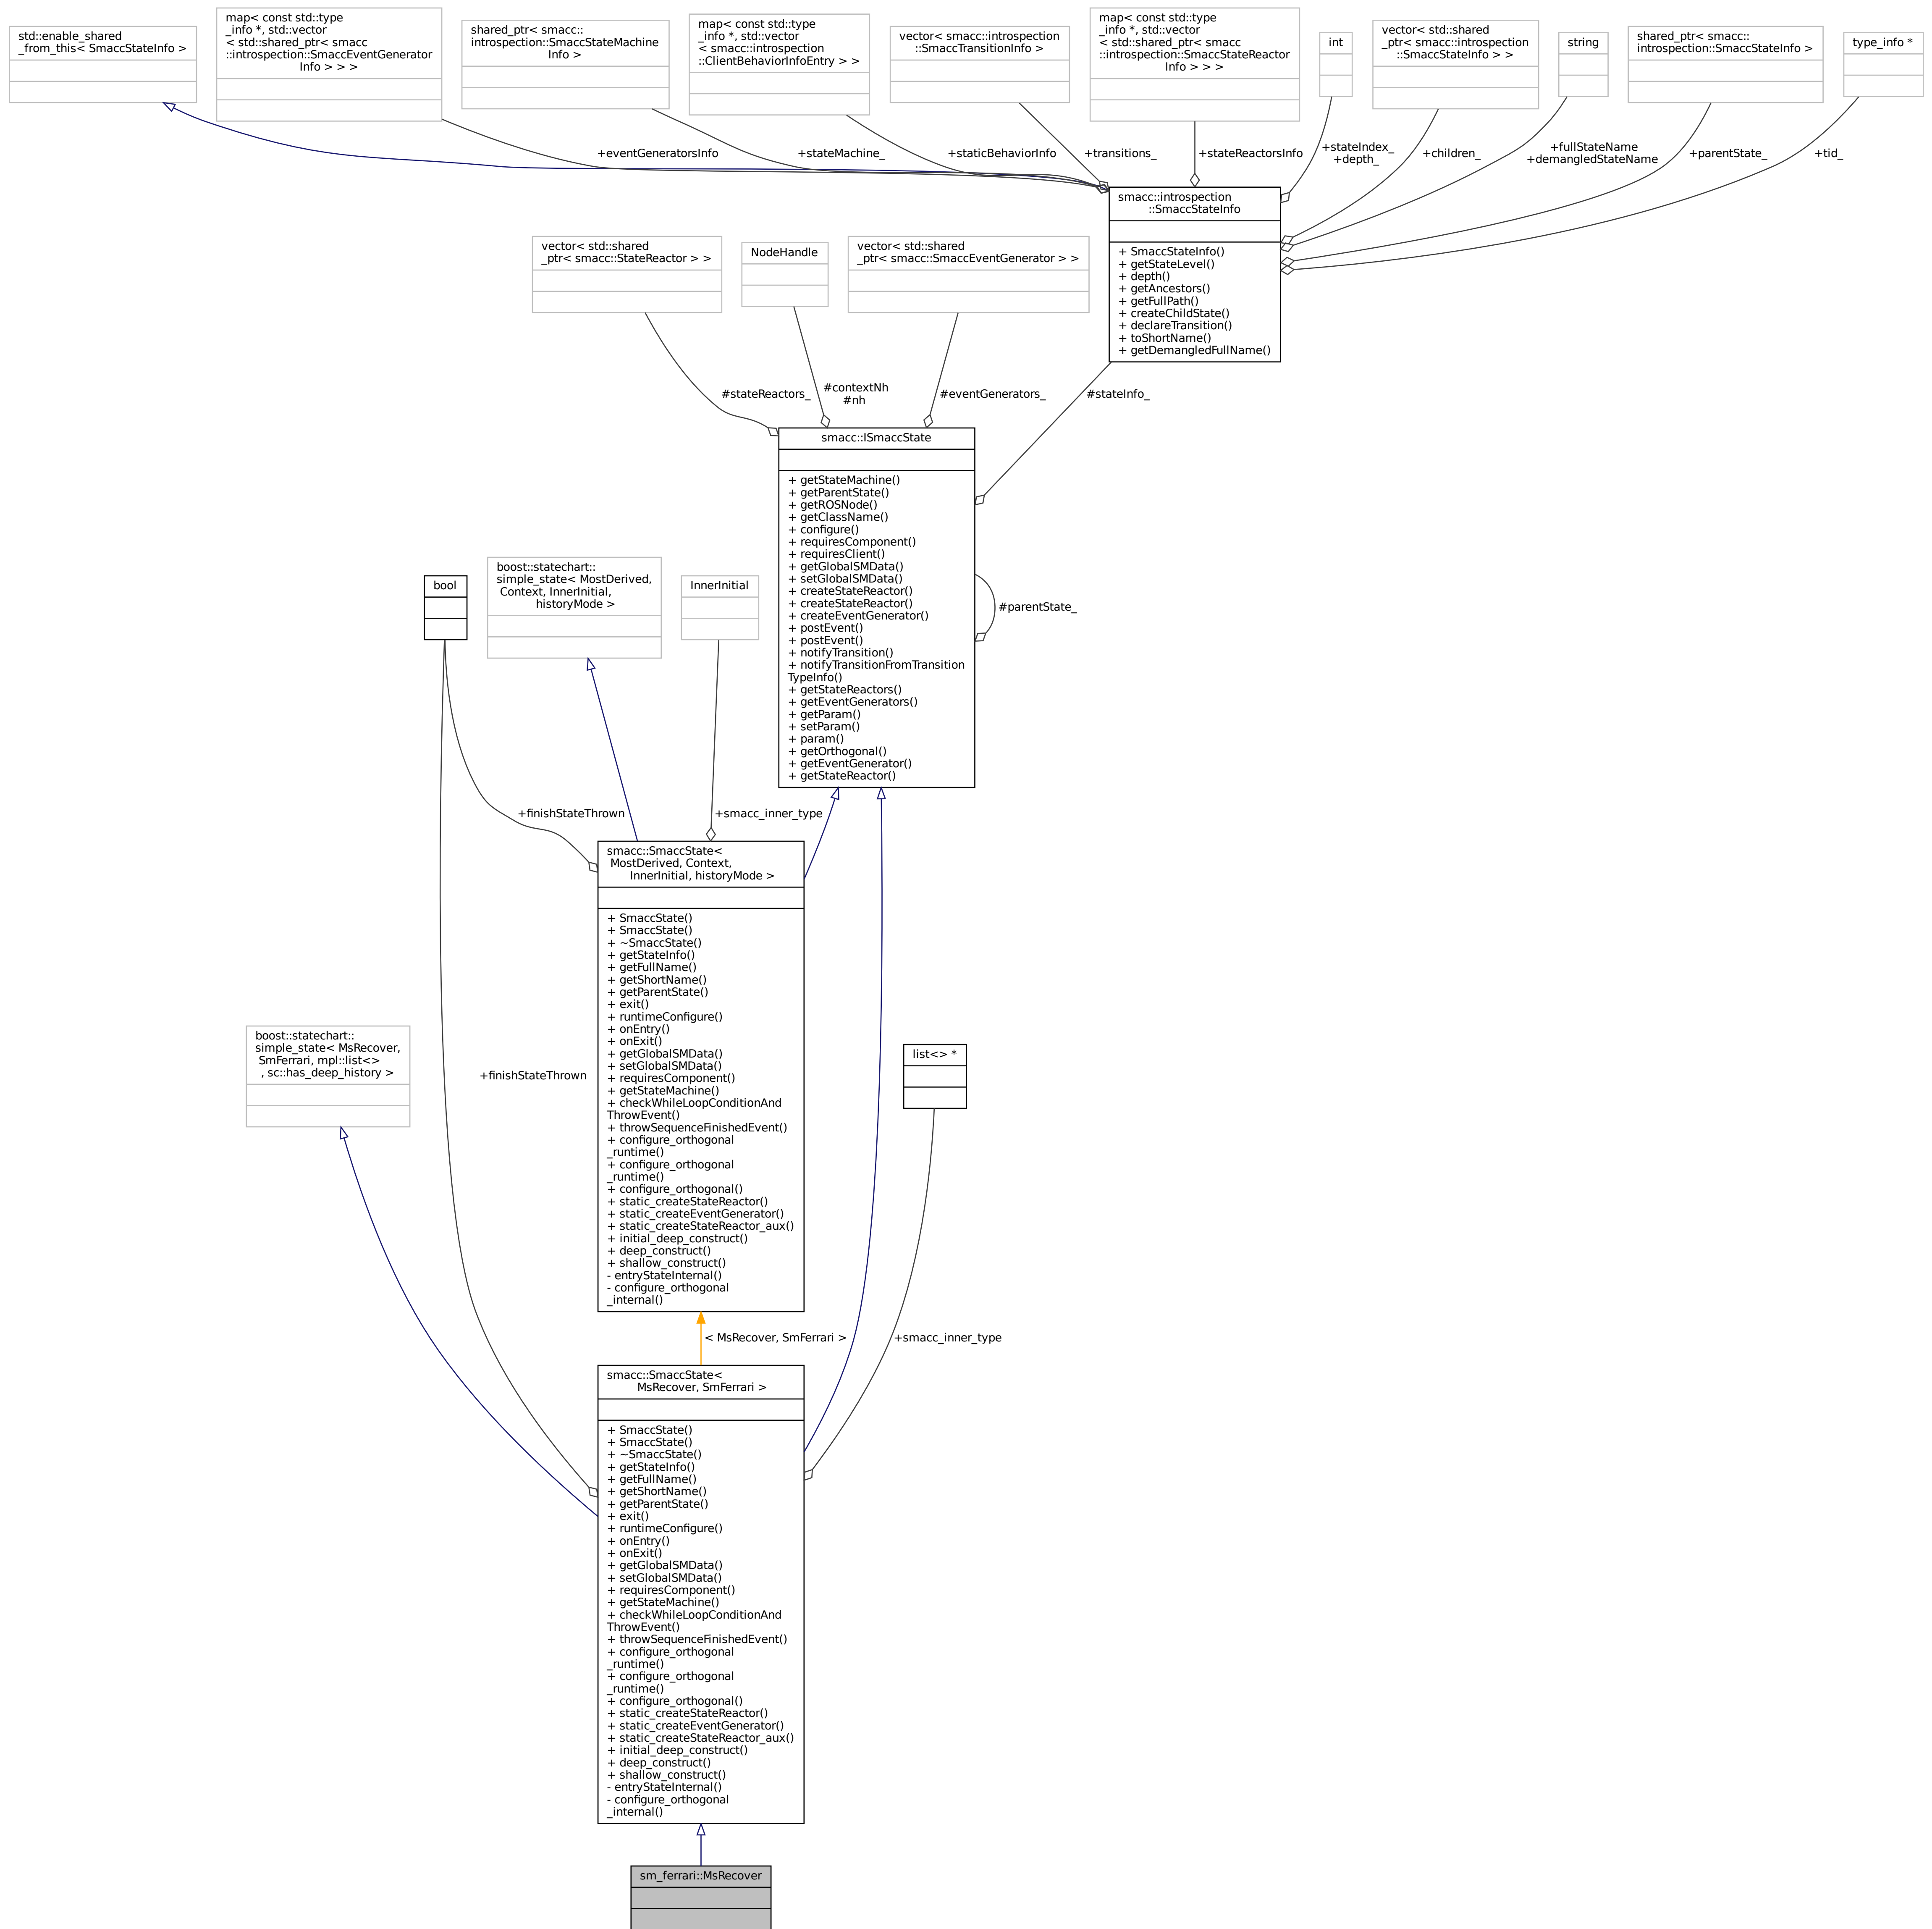 std::enable_shared
_from_this< SmaccStateInfo >
map< const std::type
_info *, std::vector
< std::shared_ptr< smacc
::introspection::SmaccEventGenerator
Info > > >
shared_ptr< smacc::
introspection::SmaccStateMachine
Info >
map< const std::type
_info *, std::vector
< smacc::introspection
::ClientBehaviorInfoEntry > >
vector< smacc::introspection
::SmaccTransitionInfo >
map< const std::type
_info *, std::vector
< std::shared_ptr< smacc
::introspection::SmaccStateReactor
Info > > >
int
vector< std::shared
_ptr< smacc::introspection
::SmaccStateInfo > >
string
shared_ptr< smacc::
introspection::SmaccStateInfo >
type_info *
+eventGeneratorsInfo
+stateMachine_
+staticBehaviorInfo
+transitions_
+stateReactorsInfo
+stateIndex_
+depth_
+children_
+fullStateName
+demangledStateName
+parentState_
+tid_
smacc::introspection
::SmaccStateInfo
+ SmaccStateInfo()
+ getStateLevel()
+ depth()
+ getAncestors()
+ getFullPath()
+ createChildState()
+ declareTransition()
+ toShortName()
+ getDemangledFullName()
vector< std::shared
_ptr< smacc::StateReactor > >
NodeHandle
vector< std::shared
_ptr< smacc::SmaccEventGenerator > >
#stateReactors_
#contextNh
#nh
#eventGenerators_
#stateInfo_
smacc::ISmaccState
+ getStateMachine()
+ getParentState()
+ getROSNode()
+ getClassName()
+ configure()
+ requiresComponent()
+ requiresClient()
+ getGlobalSMData()
+ setGlobalSMData()
+ createStateReactor()
+ createStateReactor()
+ createEventGenerator()
+ postEvent()
+ postEvent()
+ notifyTransition()
+ notifyTransitionFromTransition
TypeInfo()
+ getStateReactors()
+ getEventGenerators()
+ getParam()
+ setParam()
+ param()
+ getOrthogonal()
+ getEventGenerator()
+ getStateReactor()
#parentState_
bool
boost::statechart::
simple_state< MostDerived,
Context, InnerInitial,
historyMode >
InnerInitial
+finishStateThrown
+smacc_inner_type
smacc::SmaccState<
MostDerived, Context,
InnerInitial, historyMode >
+ SmaccState()
+ SmaccState()
+ ~SmaccState()
+ getStateInfo()
+ getFullName()
+ getShortName()
+ getParentState()
+ exit()
+ runtimeConfigure()
+ onEntry()
+ onExit()
+ getGlobalSMData()
+ setGlobalSMData()
+ requiresComponent()
+ getStateMachine()
+ checkWhileLoopConditionAnd
ThrowEvent()
+ throwSequenceFinishedEvent()
+ configure_orthogonal
_runtime()
+ configure_orthogonal
_runtime()
+ configure_orthogonal()
+ static_createStateReactor()
+ static_createEventGenerator()
+ static_createStateReactor_aux()
+ initial_deep_construct()
+ deep_construct()
+ shallow_construct()
- entryStateInternal()
- configure_orthogonal
_internal()
boost::statechart::
simple_state< MsRecover,
SmFerrari, mpl::list<>
, sc::has_deep_history >
+finishStateThrown
list<> *
< MsRecover, SmFerrari >
+smacc_inner_type
smacc::SmaccState<
MsRecover, SmFerrari >
+ SmaccState()
+ SmaccState()
+ ~SmaccState()
+ getStateInfo()
+ getFullName()
+ getShortName()
+ getParentState()
+ exit()
+ runtimeConfigure()
+ onEntry()
+ onExit()
+ getGlobalSMData()
+ setGlobalSMData()
+ requiresComponent()
+ getStateMachine()
+ checkWhileLoopConditionAnd
ThrowEvent()
+ throwSequenceFinishedEvent()
+ configure_orthogonal
_runtime()
+ configure_orthogonal
_runtime()
+ configure_orthogonal()
+ static_createStateReactor()
+ static_createEventGenerator()
+ static_createStateReactor_aux()
+ initial_deep_construct()
+ deep_construct()
+ shallow_construct()
- entryStateInternal()
- configure_orthogonal
_internal()
sm_ferrari::MsRecover